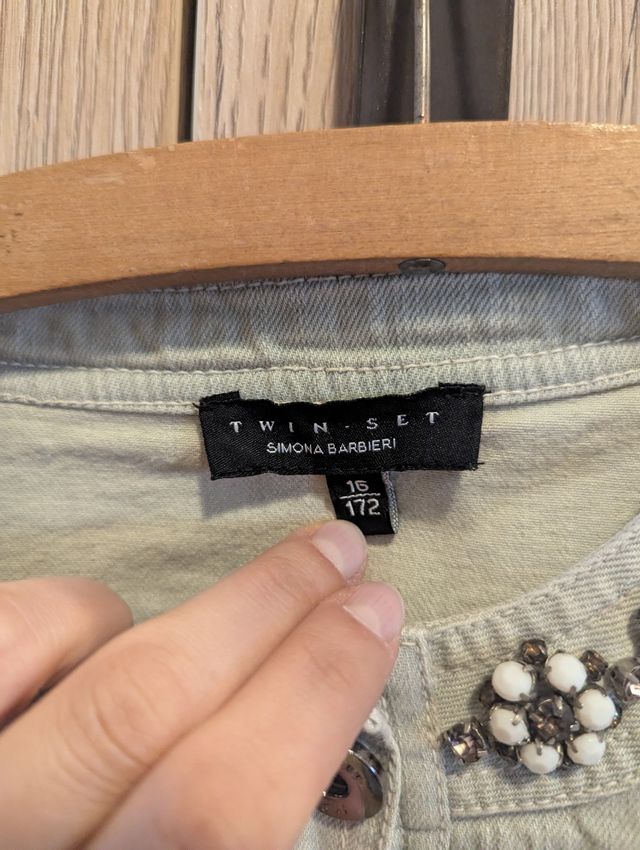 TWIN-SET
SIMONA BARBIERI
16
172